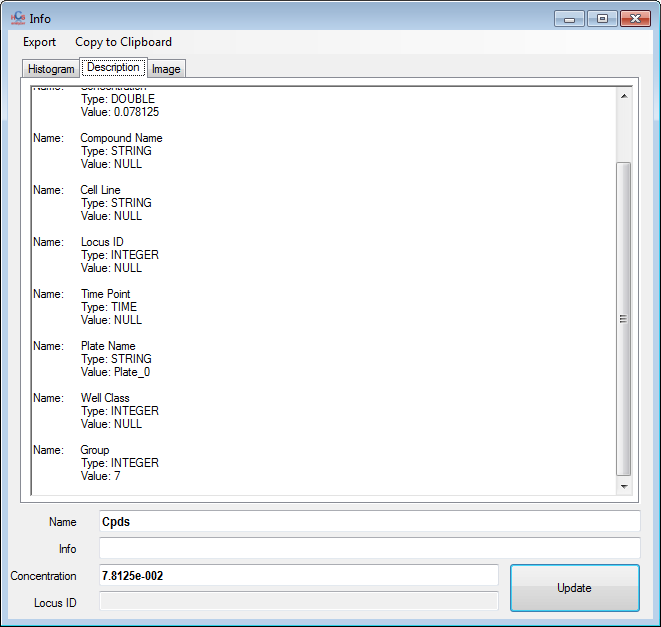 Info
Export Copy to Clipboard
Histogram Description Image
Name: Concentration
Type: DOUBLE
Value: 0.078125
Name: Compound Name
Type: STRING
Value: NULL
Name: Cell Line
Type: STRING
Value: NULL
Name: Locus ID
Type: INTEGER
Value: NULL
Name: Time Point
Type: TIME
Value: NULL
Name: Plate Name
Type: STRING
Value: Plate_0
Name: Well Class
Type: INTEGER
Value: NULL
Name: Group
Type: INTEGER
Value: 7
Name Cpds
Info
Concentration 7.8125e-002
Update
Locus ID